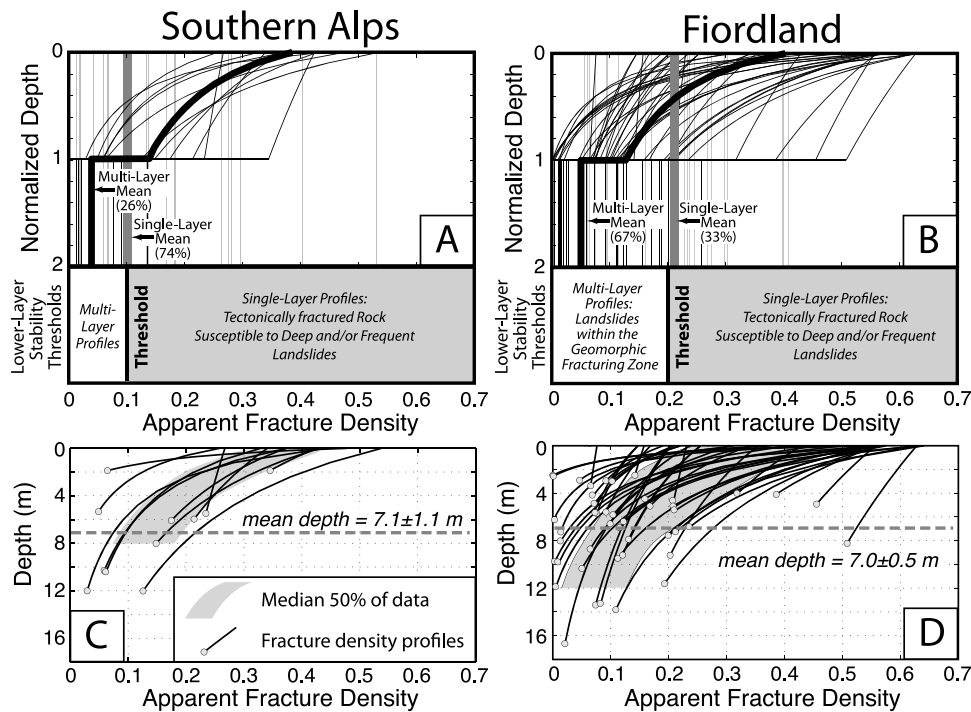 Southern Alps
Fiordland
0
1
2
Normalized Depth
Multi-Layer
Mean
(26%)
Single-Layer
Mean
(74%)
A
Lower-Layer
Stability
Thresholds
Multi-
Layer
Profiles
Threshold
Single-Layer Profiles:
Tectonically fractured Rock
Susceptible to Deep and/or Frequent
Landslides
0 0.1 0.2 0.3 0.4 0.5 0.6 0.7
Apparent Fracture Density
0
1
2
Normalized Depth
Multi-Layer
Mean
(67%)
Single-Layer
Mean
(33%)
B
Lower-Layer
Stability
Thresholds
Multi-Layer
Profiles:
Landslides
within the
Geomorphic
Fracturing Zone
Threshold
Single-Layer Profiles:
Tectonically Fractured Rock
Susceptible to Deep and/or Frequent
Landslides
0 0.1 0.2 0.3 0.4 0.5 0.6 0.7
Apparent Fracture Density
0
4
8
12
16
Depth (m)
mean depth = 7.1±1.1 m
Median 50% of data
Fracture density profiles
C
0 0.1 0.2 0.3 0.4 0.5 0.6 0.7
Apparent Fracture Density
0
4
8
12
16
Depth (m)
mean depth = 7.0±0.5 m
D
0 0.1 0.2 0.3 0.4 0.5 0.6 0.7
Apparent Fracture Density